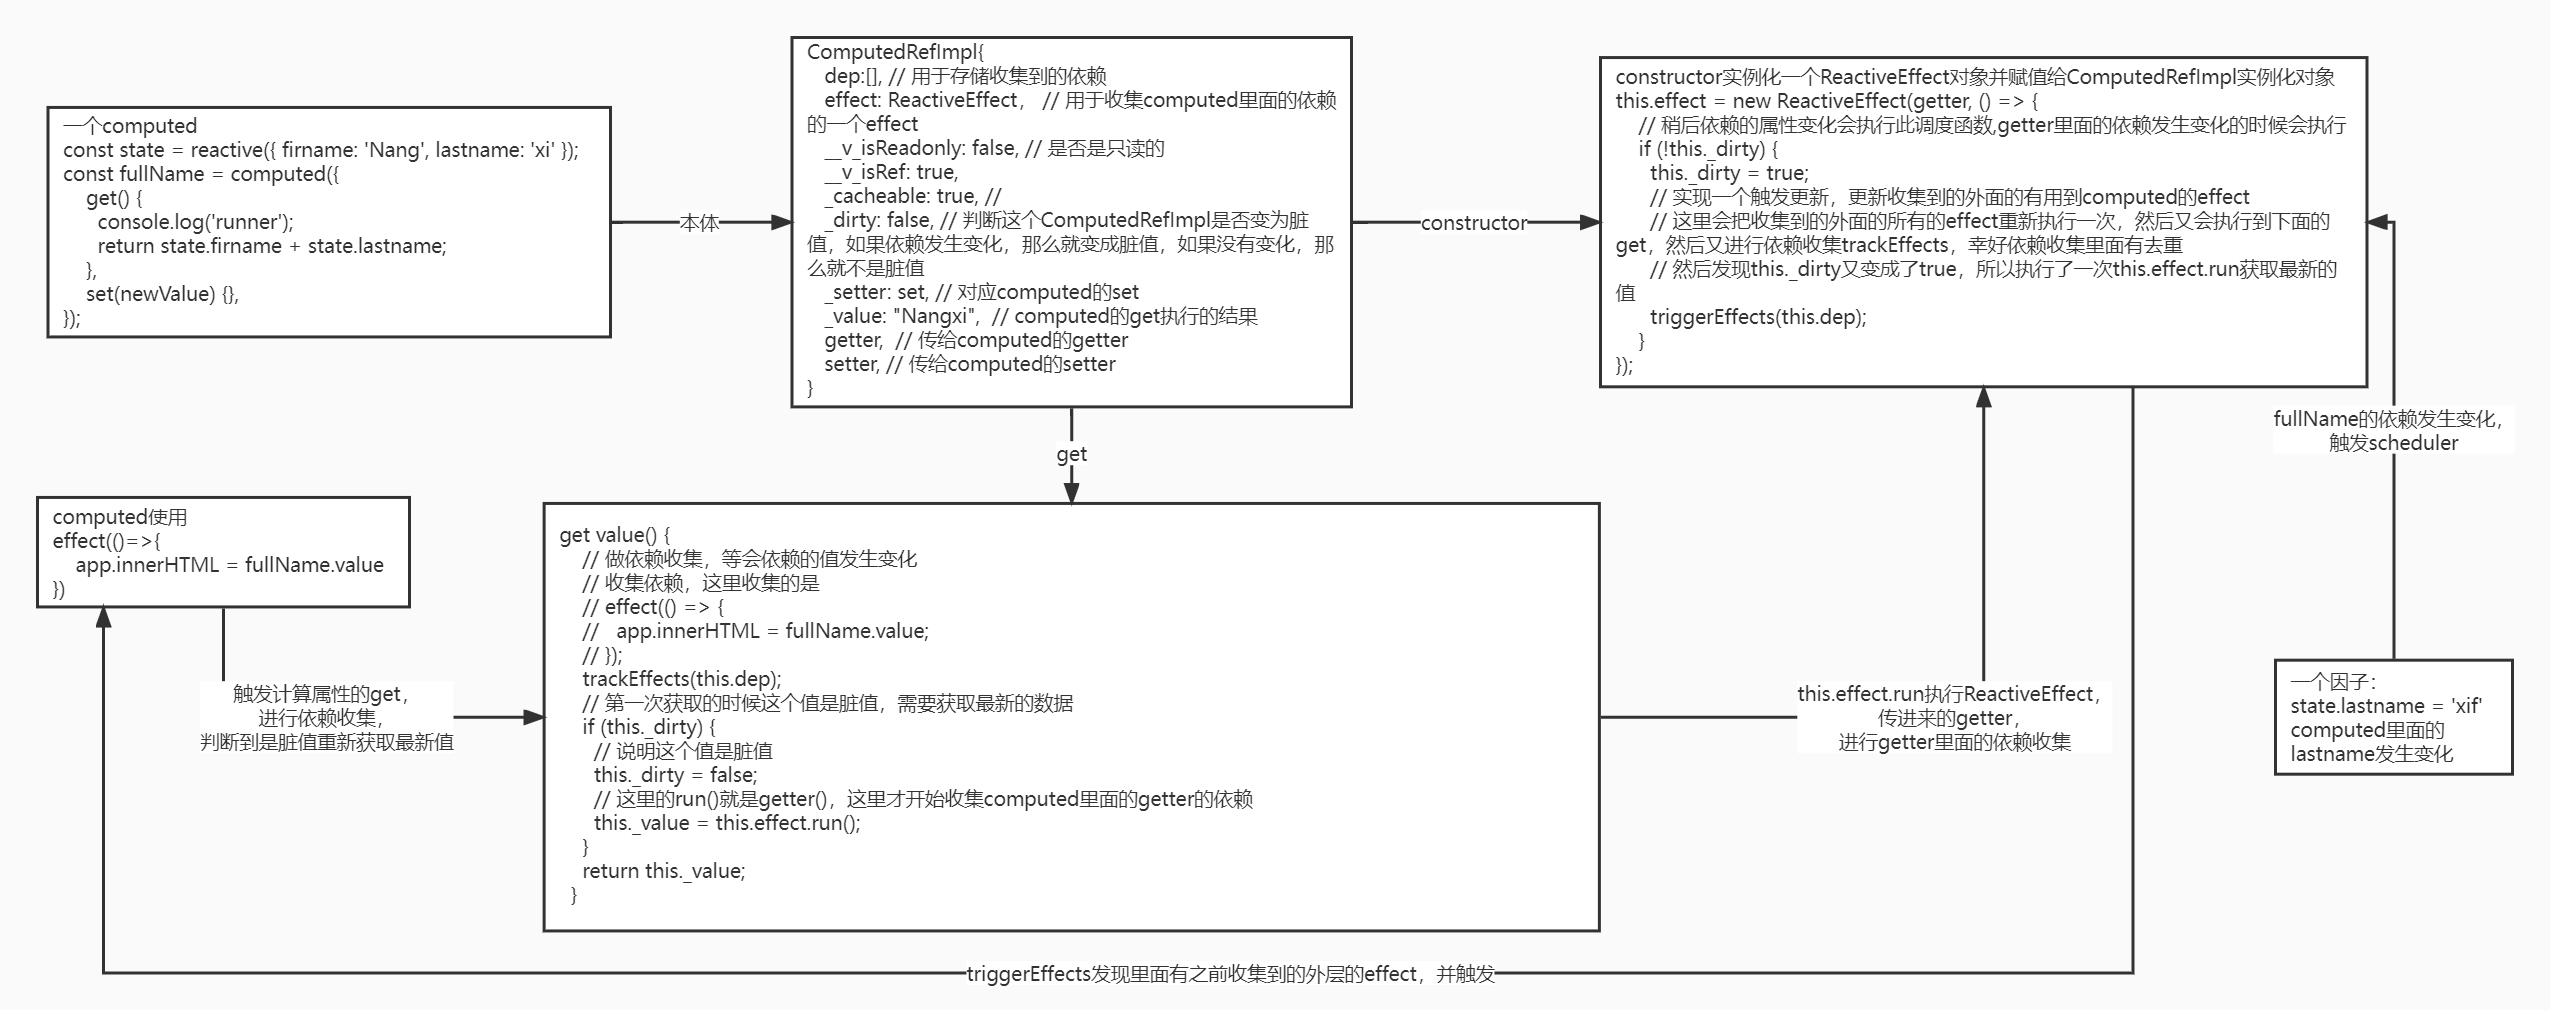 一个computed
const state = reactive({ firname: 'Nang', lastname: 'xi' });
const fullName = computed({
get() {
console.log('runner');
return state.firname + state.lastname;
},
set(newValue) {},
});
本体
ComputedRefImpl{
dep:[], // 用于存储收集到的依赖
effect: ReactiveEffect， // 用于收集computed里面的依赖
的一个effect
__v_isReadonly: false, // 是否是只读的
__v_isRef: true,
_cacheable: true, //
_dirty: false, // 判断这个ComputedRefImpl是否变为脏
值，如果依赖发生变化，那么就变成脏值，如果没有变化，那
么就不是脏值
_setter: set, // 对应computed的set
_value: "Nangxi", // computed的get执行的结果
getter, // 传给computed的getter
setter, // 传给computed的setter
}
constructor
constructor实例化一个ReactiveEffect对象并赋值给ComputedRefImpl实例化对象
this.effect = new ReactiveEffect(getter, () => {
// 稍后依赖的属性变化会执行此调度函数,getter里面的依赖发生变化的时候会执行
if (!this._dirty) {
this._dirty = true;
// 实现一个触发更新，更新收集到的外面的有用到computed的effect
// 这里会把收集到的外面的所有的effect重新执行一次，然后又会执行到下面的
get，然后又进行依赖收集trackEffects，幸好依赖收集里面有去重
// 然后发现this._dirty又变成了true，所以执行了一次this.effect.run获取最新的
值
triggerEffects(this.dep);
}
});
fullName的依赖发生变化，
触发scheduler
get
computed使用
effect(()=>{
app.innerHTML = fullName.value
})
get value() {
// 做依赖收集，等会依赖的值发生变化
// 收集依赖，这里收集的是
// effect(() => {
// app.innerHTML = fullName.value;
// });
trackEffects(this.dep);
// 第一次获取的时候这个值是脏值，需要获取最新的数据
if (this._dirty) {
// 说明这个值是脏值
this._dirty = false;
// 这里的run()就是getter()，这里才开始收集computed里面的getter的依赖
this._value = this.effect.run();
}
return this._value;
}
触发计算属性的get，
进行依赖收集，
判断到是脏值重新获取最新值
this.effect.run执行ReactiveEffect，
传进来的getter，
进行getter里面的依赖收集
一个因子：
state.lastname = 'xif'
computed里面的
lastname发生变化
triggerEffects发现里面有之前收集到的外层的effect，并触发